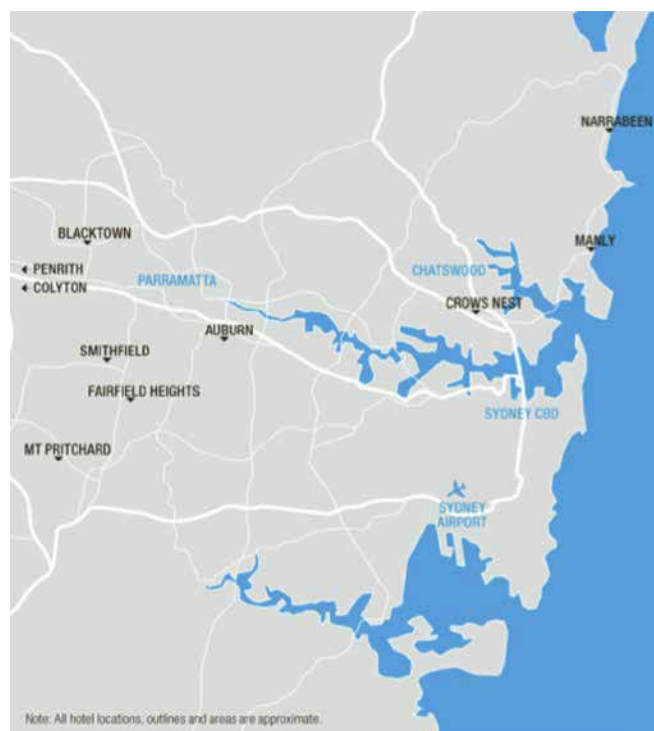 NARRABEEN
BLACKTOWN
MANLY
PENRITH
CHATSWOOD
COLYTON
PARRAMATTA
CROWS NEST
AUBURN
SMITHFIELD
FAIRFIELD HEIGHTS
SYDNEY CBD
MT PRITCHARD
SYDNEY
AIRPORT
Note: All hotel locations, outlines and areas are approximate.